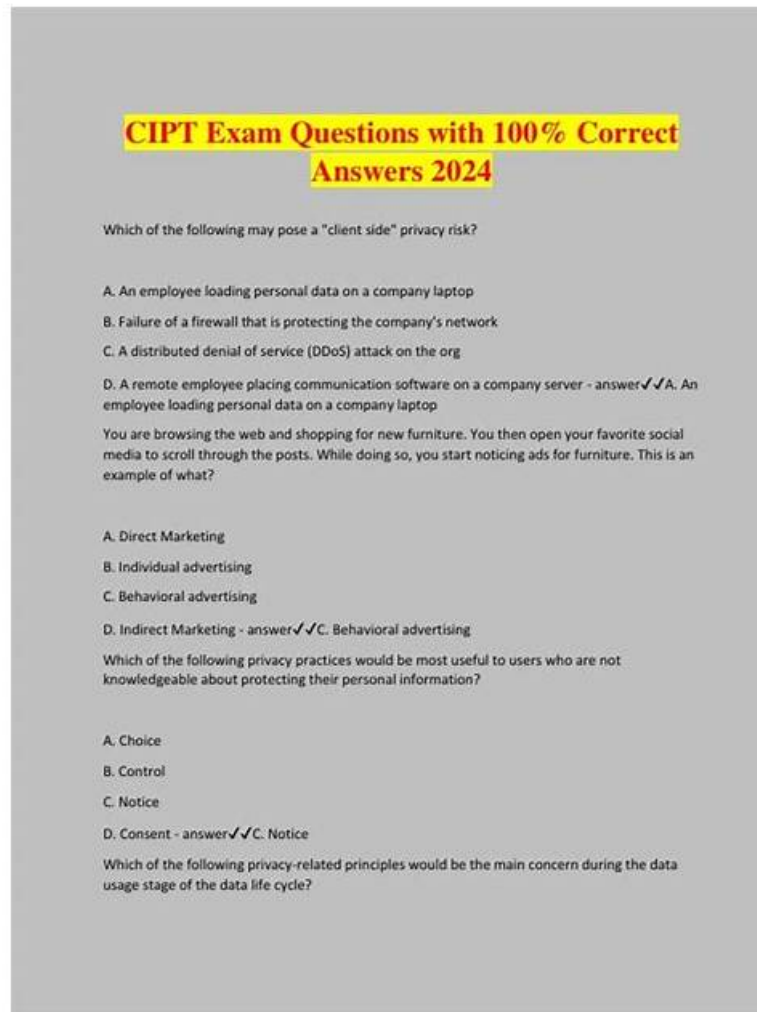 CIPT Exam Questions with 100% Correct
Answers 2024
Which of the following may pose a "client side" privacy risk?
A. An employee loading personal data on a company laptop
B. Failure of a firewall that is protecting the company's network
C. A distributed denial of service (DDoS) attack on the org
D. A remote employee placing communication software on a company server - answer✓✓A. An
employee loading personal data on a company laptop
You are browsing the web and shopping for new furniture. You then open your favorite social
media to scroll through the posts. While doing so, you start noticing ads for furniture. This is an
example of what?
A. Direct Marketing
B. Individual advertising
C. Behavioral advertising
D. Indirect Marketing - answer✓✓C. Behavioral advertising
Which of the following privacy practices would be most useful to users who are not
knowledgeable about protecting their personal information?
A. Choice
B. Control
C. Notice
D. Consent - answer✓✓C. Notice
Which of the following privacy-related principles would be the main concern during the data
usage stage of the data life cycle?